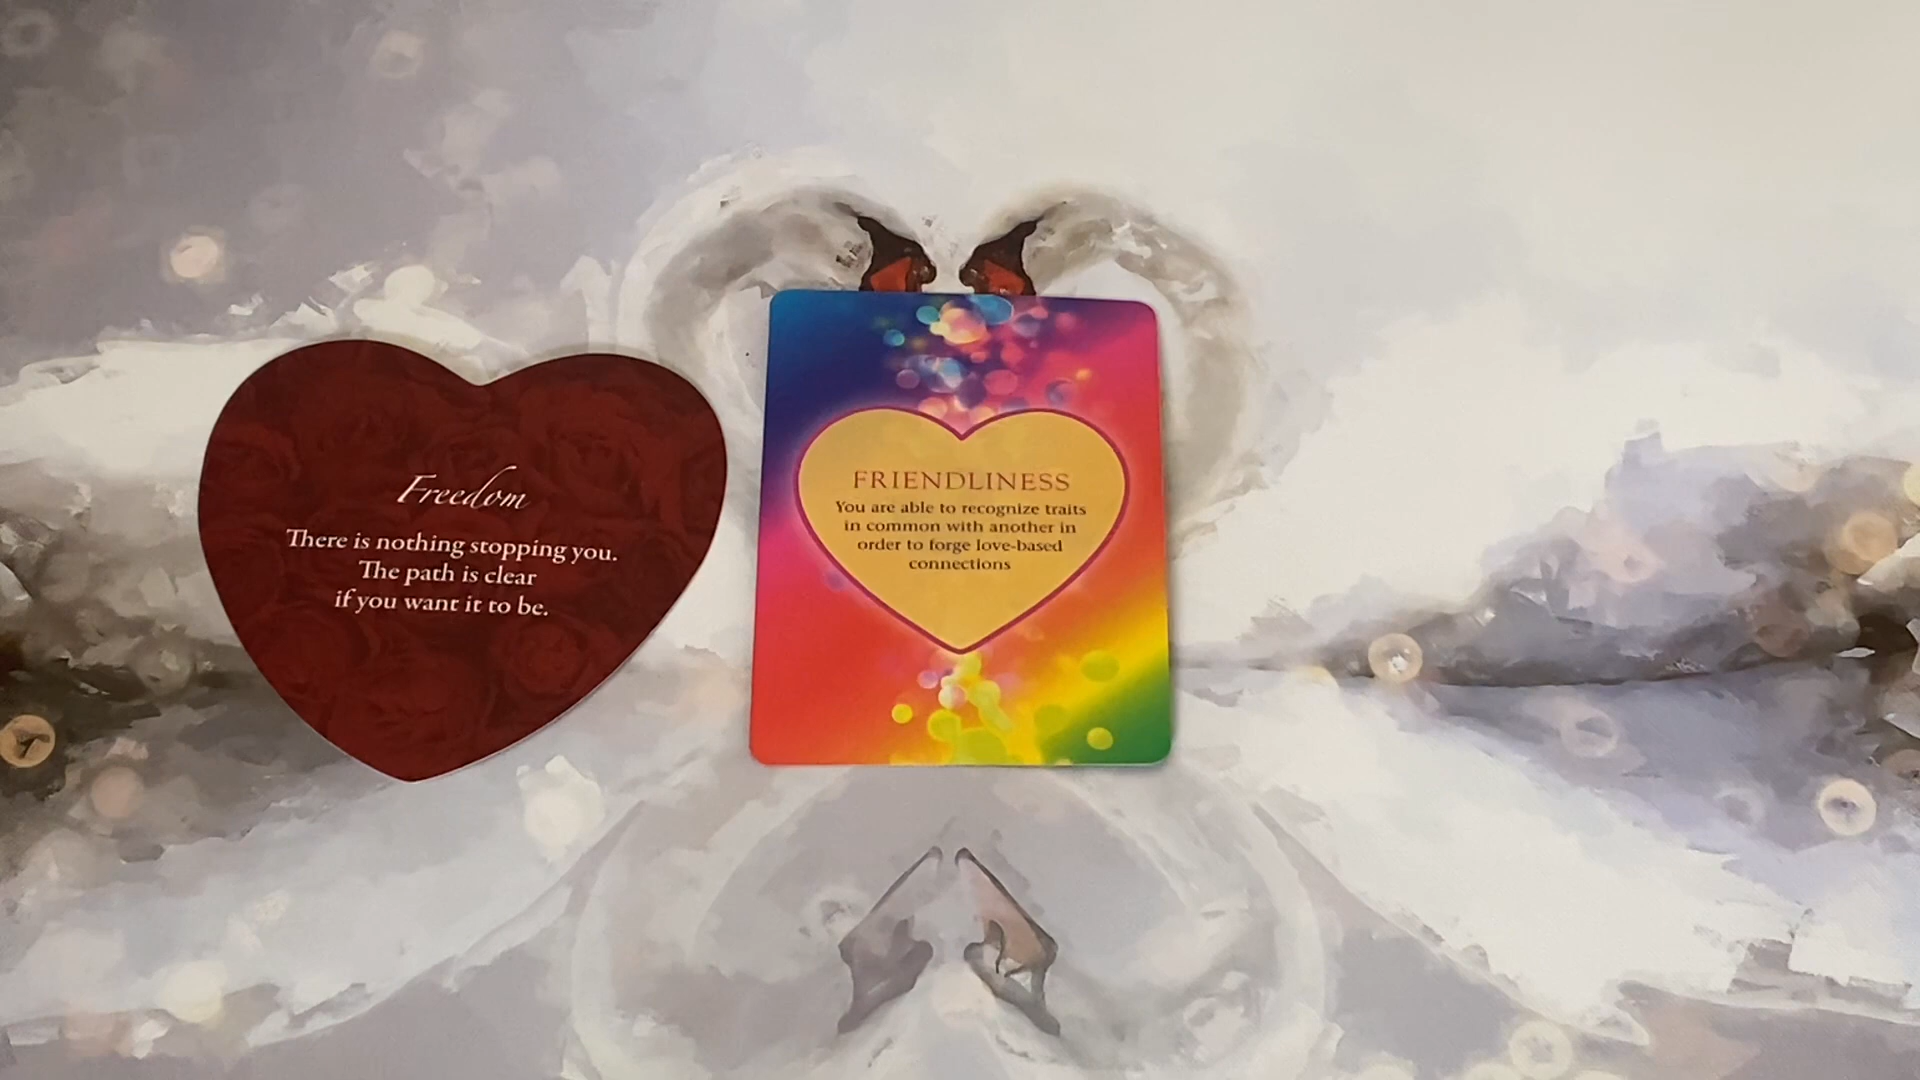 Freedom
There is nothing stopping you.
The path is clear
if you want it to be.
FRIENDLINESS
You are able to recognize traits
in common with another in
order to forge love-based
connections